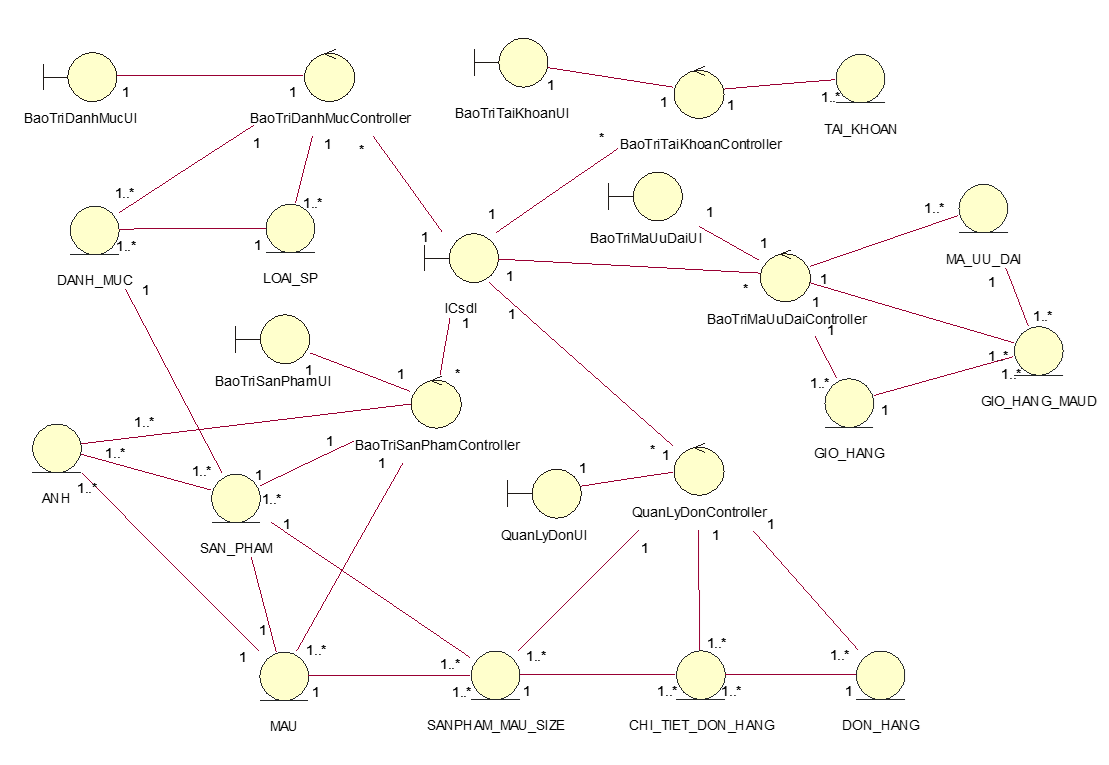 BaoTriDanhMucUI
1
1
BaoTriDanhMucController
1
1
*
BaoTriTaiKhoanUI
1
1
1
1..*
TAI_KHOAN
BaoTriTaiKhoanController
*
1..*
1..*
DANH_MUC
1..*
1
LOAI_SP
1
1
1
ICsdl
1
1
1
BaoTriMaUuDaiUI
1
1
*
BaoTriMaUuDaiController
1
1
1
1..*
MA_UU_DAI
1
1..*
1..*
1..*
GIO_HANG_MAUD
1..*
1
GIO_HANG
BaoTriSanPhamUI
1
1
*
BaoTriSanPhamController
1..*
1
1
1..*
1..*
ANH
1..*
1
1..*
1
SAN_PHAM
QuanLyDonUI
1
1
*
QuanLyDonController
1
1
1
1
1
1..*
MAU
1
1..*
1..*
1..*
SANPHAM_MAU_SIZE
1
1..*
1..*
1..*
CHI_TIET_DON_HANG
1..*
1
DON_HANG